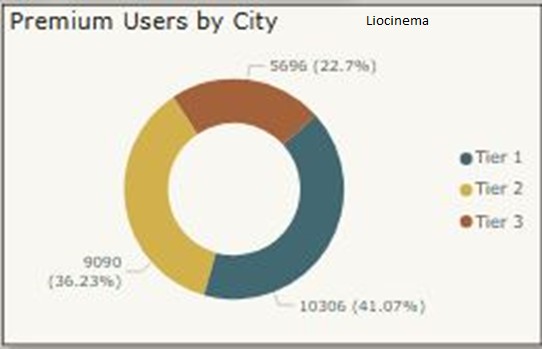 Premium Users by City
Liocinema
5696 (22.7%)
Tier 1
Tier 2
Tier 3
9090
(36.23%)
10306 (41.07%)